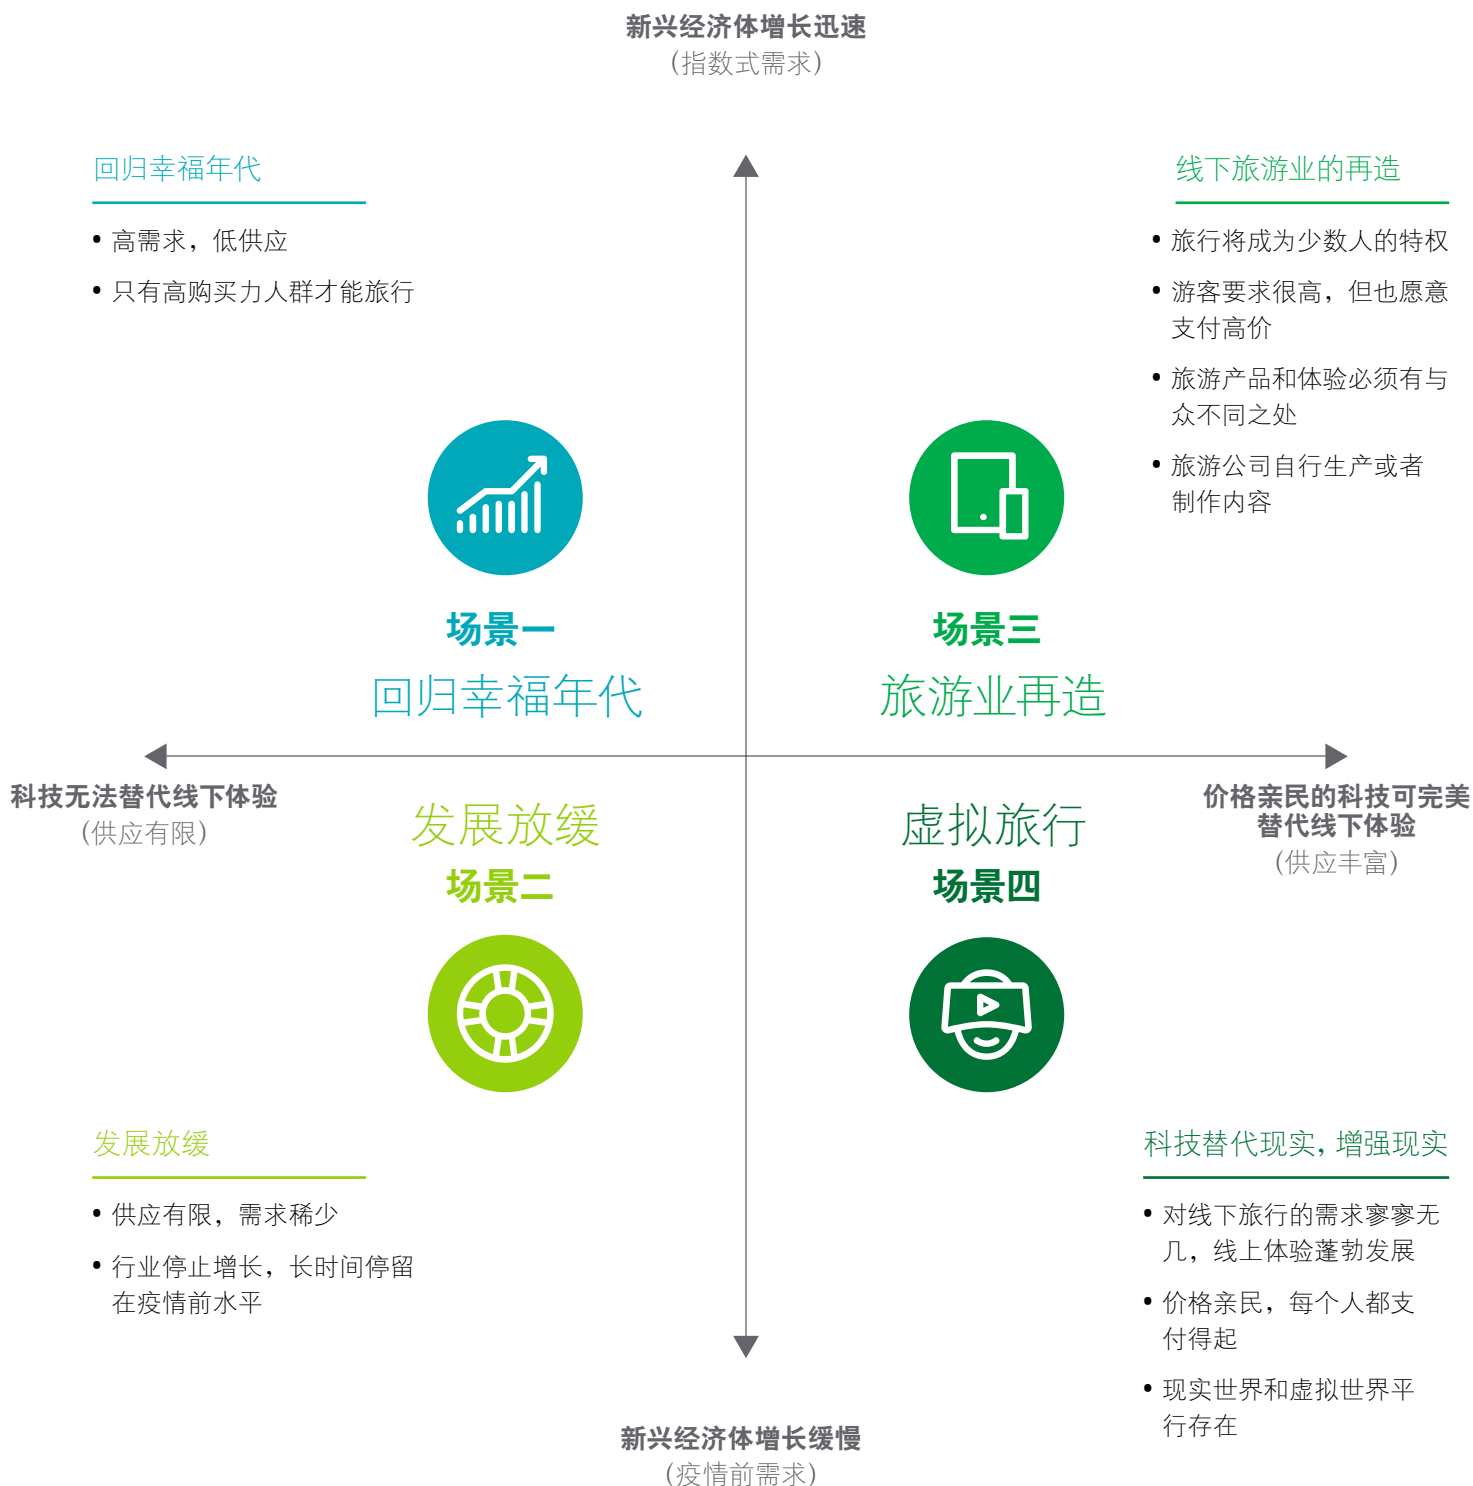 新兴经济体增长迅速
（指数式需求）
回归幸福年代
• 高需求，低供应
• 只有高购买力人群才能旅行
线下旅游业的再造
• 旅行将成为少数人的特权
• 游客要求很高，但也愿意
支付高价
• 旅游产品和体验必须有与
众不同之处
• 旅游公司自行生产或者
制作内容
场景一
回归幸福年代
场景三
旅游业再造
科技无法替代线下体验
（供应有限）
价格亲民的科技可完美
替代线下体验
（供应丰富）
发展放缓
场景二
虚拟旅行
场景四
发展放缓
• 供应有限，需求稀少
• 行业停止增长，长时间停留
在疫情前水平
科技替代现实，增强现实
• 对线下旅行的需求寥寥无
几，线上体验蓬勃发展
• 价格亲民，每个人都支
付得起
• 现实世界和虚拟世界平
行存在
新兴经济体增长缓慢
（疫情前需求）